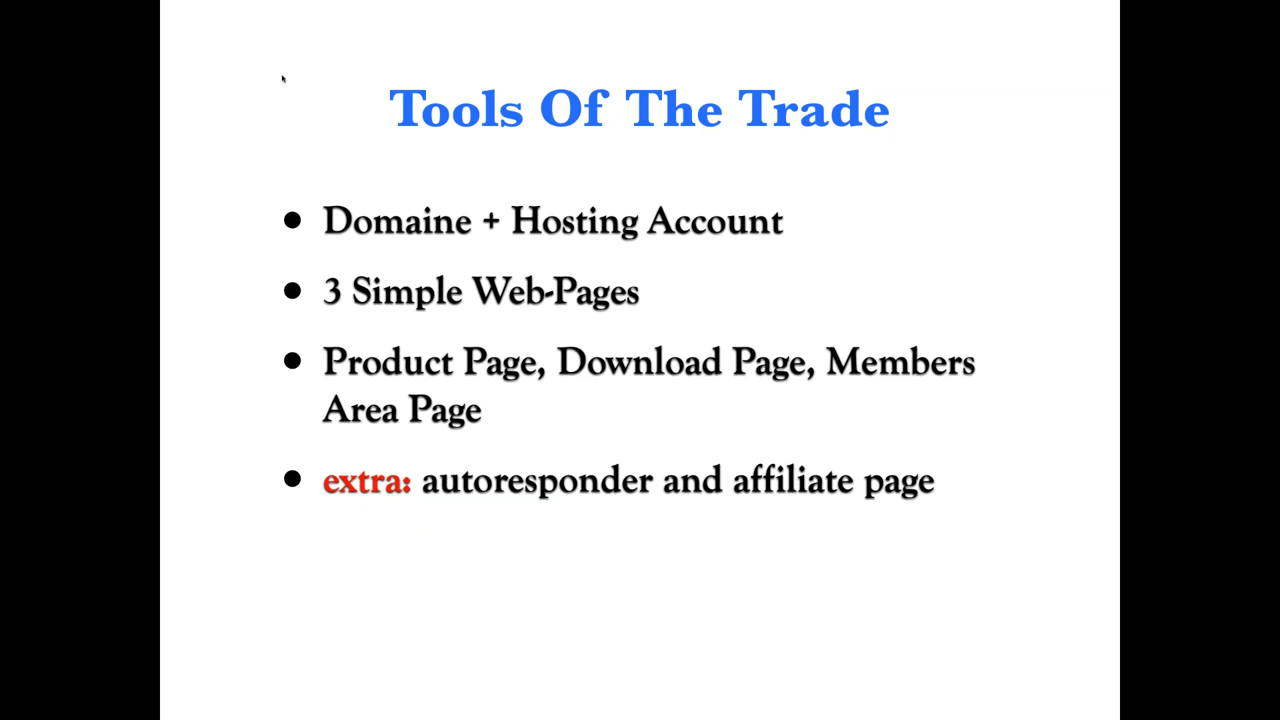 Tools Of The Trade
• Domaine + Hosting Account
• 3 Simple Web-Pages
• Product Page, Download Page, Members
Area Page
• extra: autoresponder and affiliate page